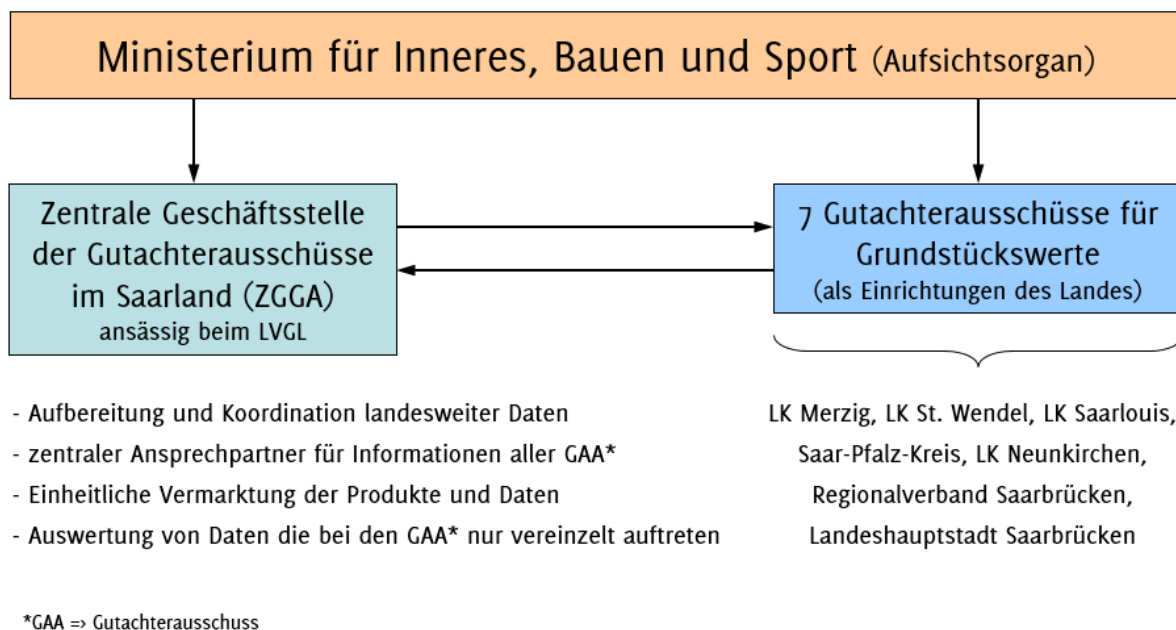 Ministerium für Inneres, Bauen und Sport (Aufsichtsorgan)
Zentrale Geschäftsstelle
der Gutachterausschüsse
im Saarland (ZGGA)
ansässig beim LVGL
7 Gutachterausschüsse für
Grundstückswerte
(als Einrichtungen des Landes)
- Aufbereitung und Koordination landesweiter Daten
- zentraler Ansprechpartner für Informationen aller GAA*
- Einheitliche Vermarktung der Produkte und Daten
- Auswertung von Daten die bei den GAA* nur vereinzelt auftreten
LK Merzig, LK St. Wendel, LK Saarlouis,
Saar-Pfalz-Kreis, LK Neunkirchen,
Regionalverband Saarbrücken,
Landeshauptstadt Saarbrücken
*GAA => Gutachterausschuss